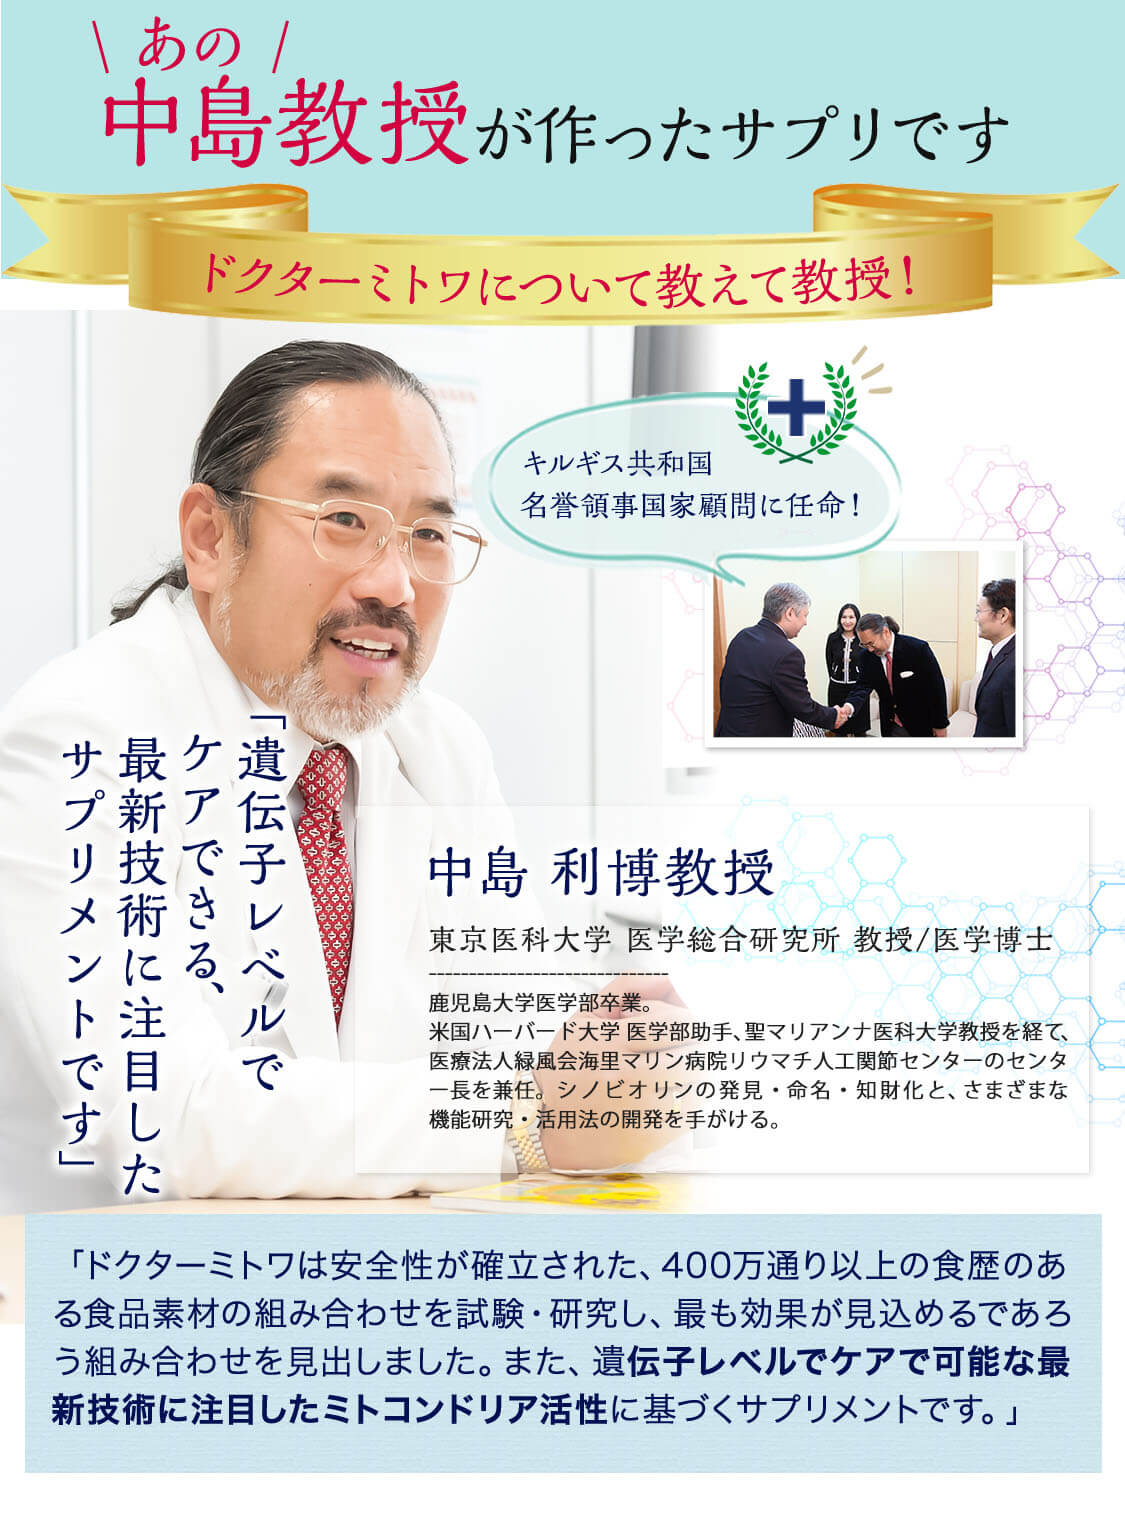 あの
中島教授が作ったサプリです
ドクターミトワについて教えて教授！
キルギス共和国
名誉領事国家顧問に任命！
「遺伝子レベルで
ケアできる、
最新技術に注目した
サプリメントです」
中島 利博教授
東京医科大学 医学総合研究所 教授/医学博士
------------------------------
鹿児島大学医学部卒業。
米国ハーバード大学 医学部助手、聖マリアンナ医科大学教授を経て、
医療法人緑風会海里マリン病院リウマチ人工関節センターのセンタ
ー長を兼任。シノビオリンの発見・命名・知財化と、さまざまな
機能研究・活用法の開発を手がける。
「ドクターミトワは安全性が確立された、400万通り以上の食歴のあ
る食品素材の組み合わせを試験・研究し、最も効果が見込めるであろ
う組み合わせを見出しました。また、遺伝子レベルでケアで可能な最
新技術に注目したミトコンドリア活性に基づくサプリメントです。」